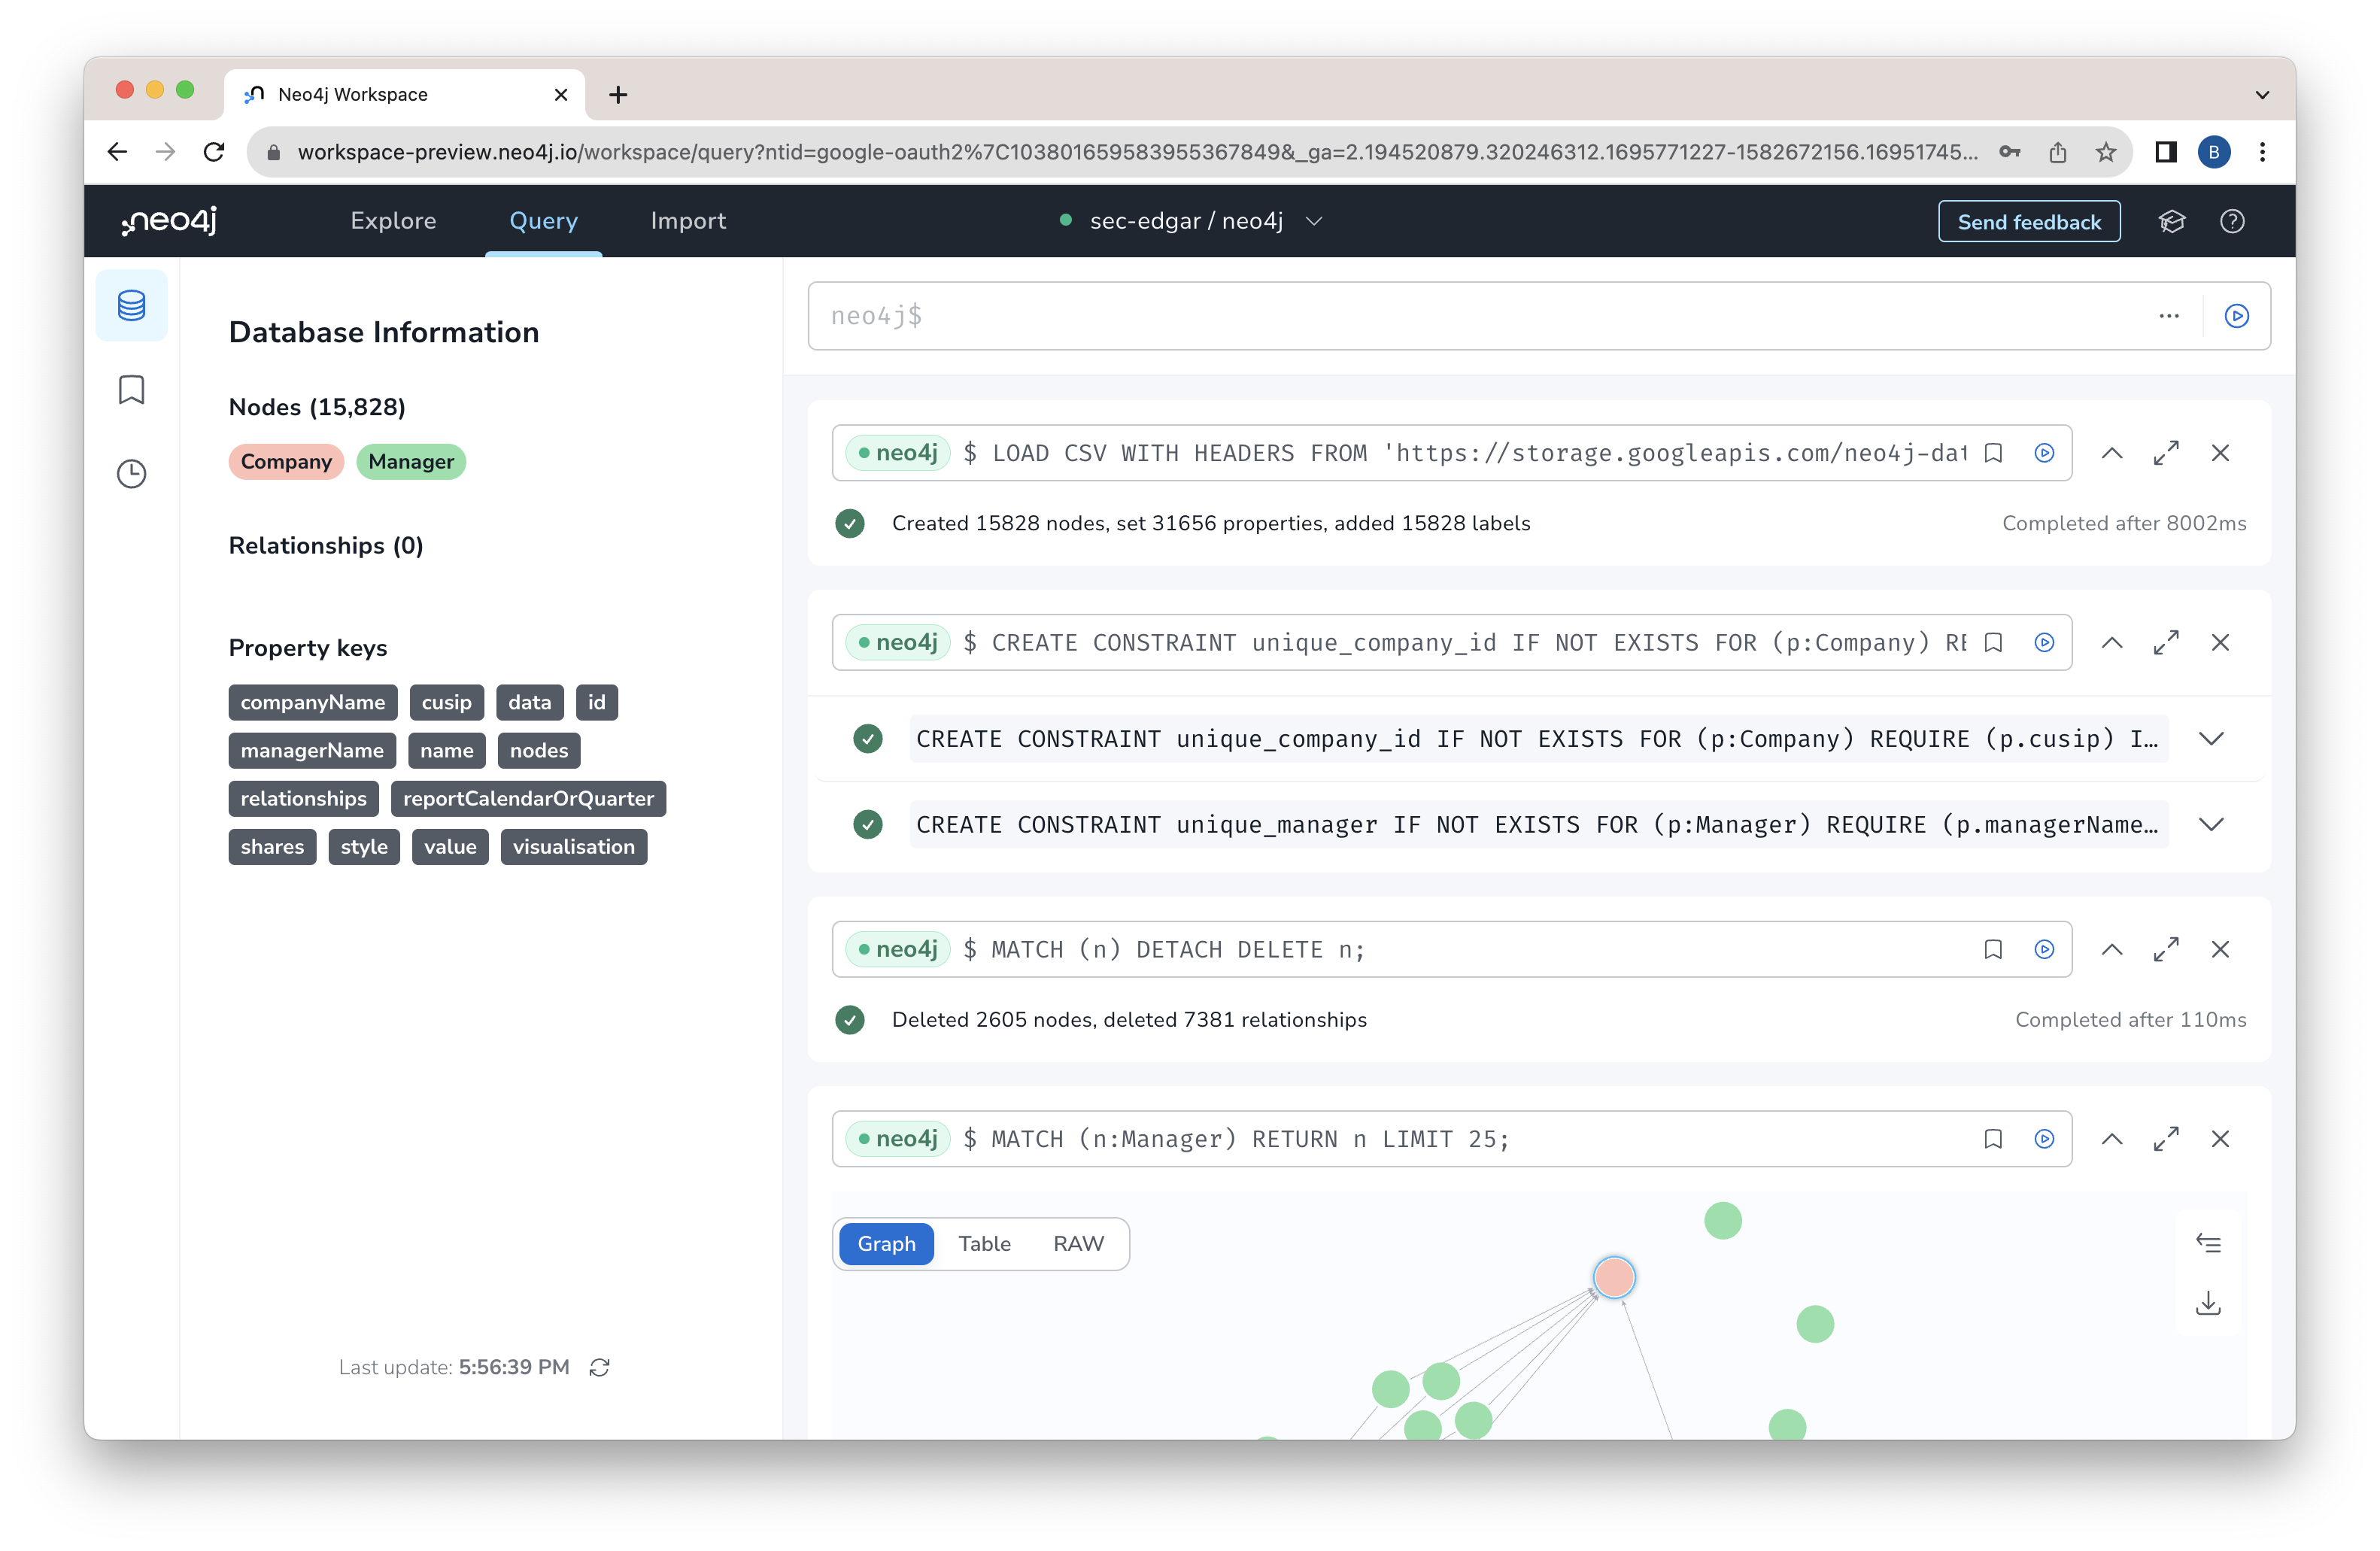 Neo4j Workspace
workspace-preview.neo4j.io/workspace/query?ntid=google-oauth2%7C103801659583955367849&_ga=2.194520879.320246312.1695771227-1582672156.16951745...
B
neo4j
Explore
Query
Import
sec-edgar / neo4j
Send feedback
Database Information
Nodes (15,828)
Company Manager
Relationships (0)
Property keys
companyName cusip data id
managerName name nodes
relationships reportCalendarOrQuarter
shares style value visualisation
Last update: 5:56:39 PM
neo4j$
neo4j $ LOAD CSV WITH HEADERS FROM 'https://storage.googleapis.com/neo4j-dat
Created 15828 nodes, set 31656 properties, added 15828 labels
Completed after 8002ms
neo4j $ CREATE CONSTRAINT unique_company_id IF NOT EXISTS FOR (p:Company) RE
CREATE CONSTRAINT unique_company_id IF NOT EXISTS FOR (p:Company) REQUIRE (p.cusip) I…
CREATE CONSTRAINT unique_manager IF NOT EXISTS FOR (p:Manager) REQUIRE (p.managerName…
neo4j $ MATCH (n) DETACH DELETE n;
Deleted 2605 nodes, deleted 7381 relationships
Completed after 110ms
neo4j $ MATCH (n:Manager) RETURN n LIMIT 25;
Graph Table RAW